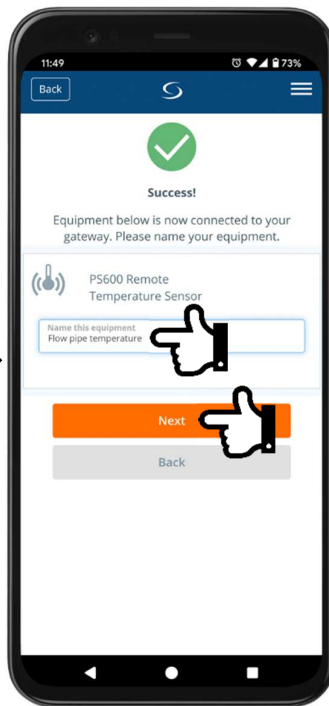 11:49
73%
Back
Success!
Equipment below is now connected to your
gateway. Please name your equipment.
PS600 Remote
Temperature Sensor
Name this equipment
Flow pipe temperature
Next
Back